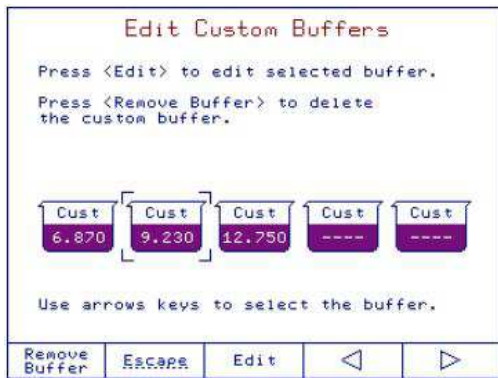 Edit Custom Buffers
Press <Edit> to edit selected buffer.
Press <Remove Buffer> to delete
the custom buffer.
Cust Cust Cust Cust Cust
6.870 9.230 12.750 ---- ----
Use arrows keys to select the buffer.
Remove Buffer Escape Edit ◁ ▷